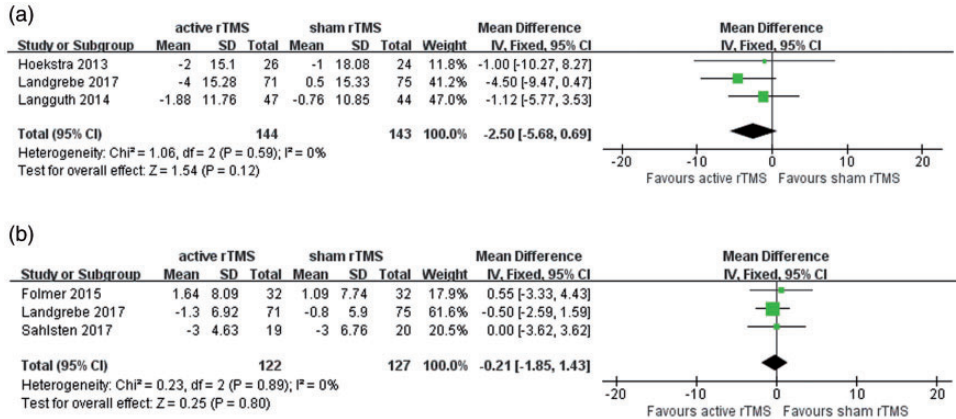 (a)
active rTMS sham rTMS Mean Difference Mean Difference
Study or Subgroup Mean SD Total Mean SD Total Weight IV, Fixed, 95% CI IV, Fixed, 95% CI
Hoekstra 2013 -2 15.1 26 -1 18.08 24 11.8% -1.00 [-10.27, 8.27]
Landgrebe 2017 -4 15.28 71 0.5 15.33 75 41.2% -4.50 [-9.47, 0.47]
Langguth 2014 -1.88 11.76 47 -0.76 10.85 44 47.0% -1.12 [-5.77, 3.53]
Total (95% CI) 144 143 100.0% -2.50 [-5.68, 0.69]
Heterogeneity: Chi² = 1.06, df = 2 (P = 0.59); I² = 0%
Test for overall effect: Z = 1.54 (P = 0.12)
-20 -10 0 10 20
Favours active rTMS Favours sham rTMS
(b)
active rTMS sham rTMS Mean Difference Mean Difference
Study or Subgroup Mean SD Total Mean SD Total Weight IV, Fixed, 95% CI IV, Fixed, 95% CI
Folmer 2015 1.64 8.09 32 1.09 7.74 32 17.9% 0.55 [-3.33, 4.43]
Landgrebe 2017 -1.3 6.92 71 -0.8 5.9 75 61.6% -0.50 [-2.59, 1.59]
Sahlsten 2017 -3 4.63 19 -3 6.76 20 20.5% 0.00 [-3.62, 3.62]
Total (95% CI) 122 127 100.0% -0.21 [-1.85, 1.43]
Heterogeneity: Chi² = 0.23, df = 2 (P = 0.89); I² = 0%
Test for overall effect: Z = 0.25 (P = 0.80)
-20 -10 0 10 20
Favours active rTMS Favours sham rTMS